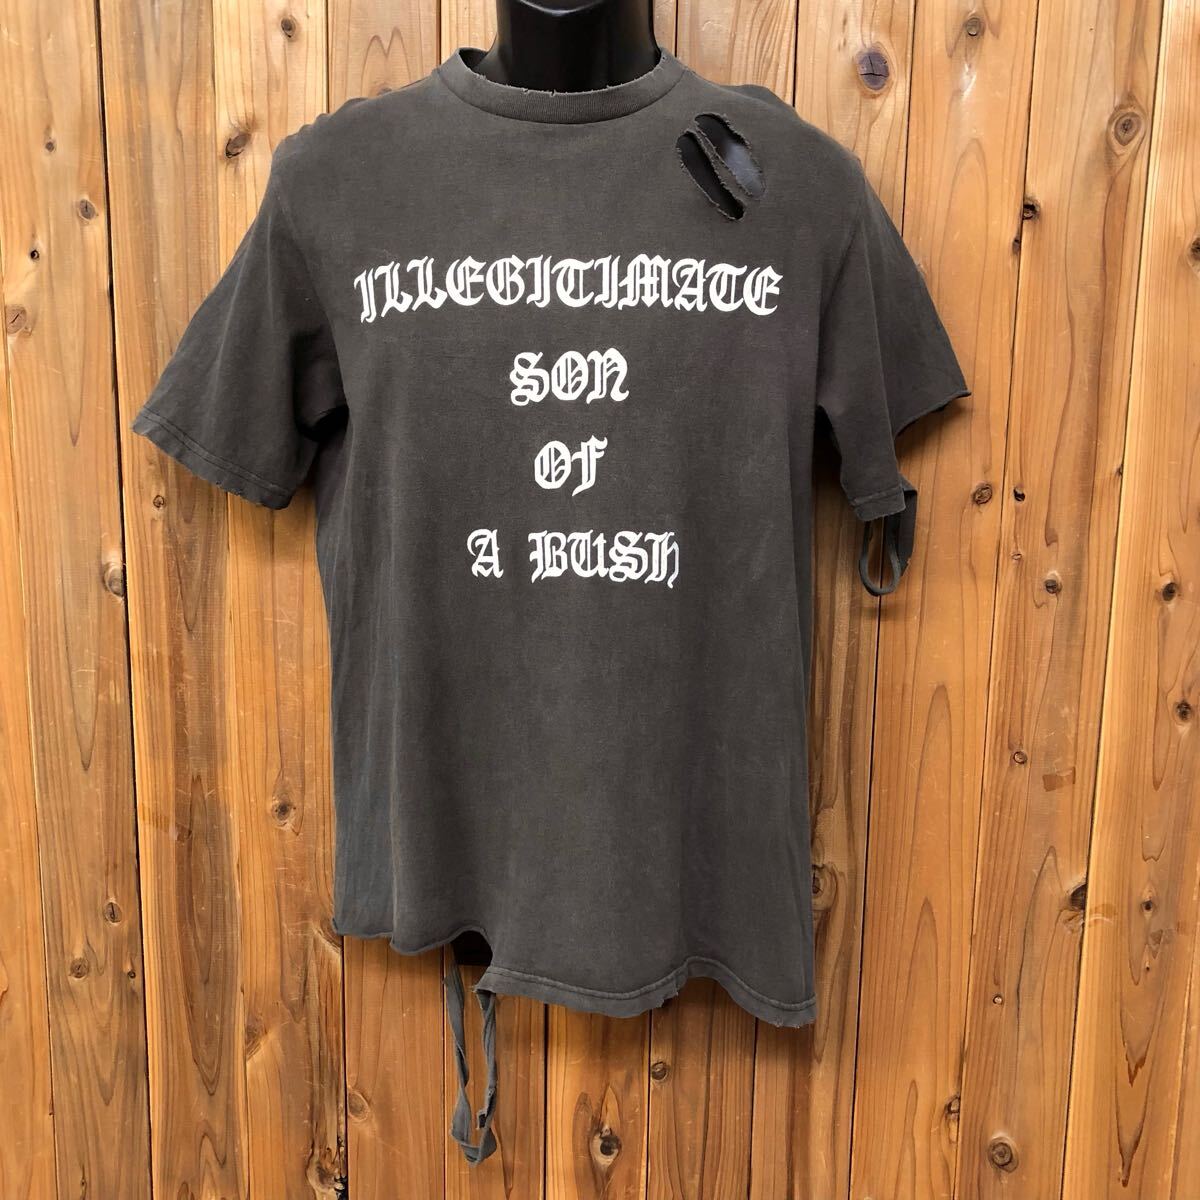 ILLEGITIMATE
SON
OF
A BUSh